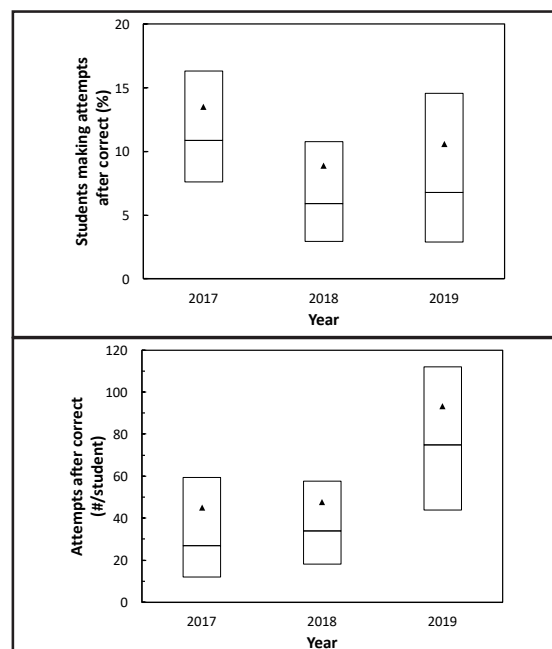 Students making attempts
after correct (%)
20
15
10
5
0
2017 2018 2019
Year
Attempts after correct
(#/student)
120
100
80
60
40
20
0
2017 2018 2019
Year